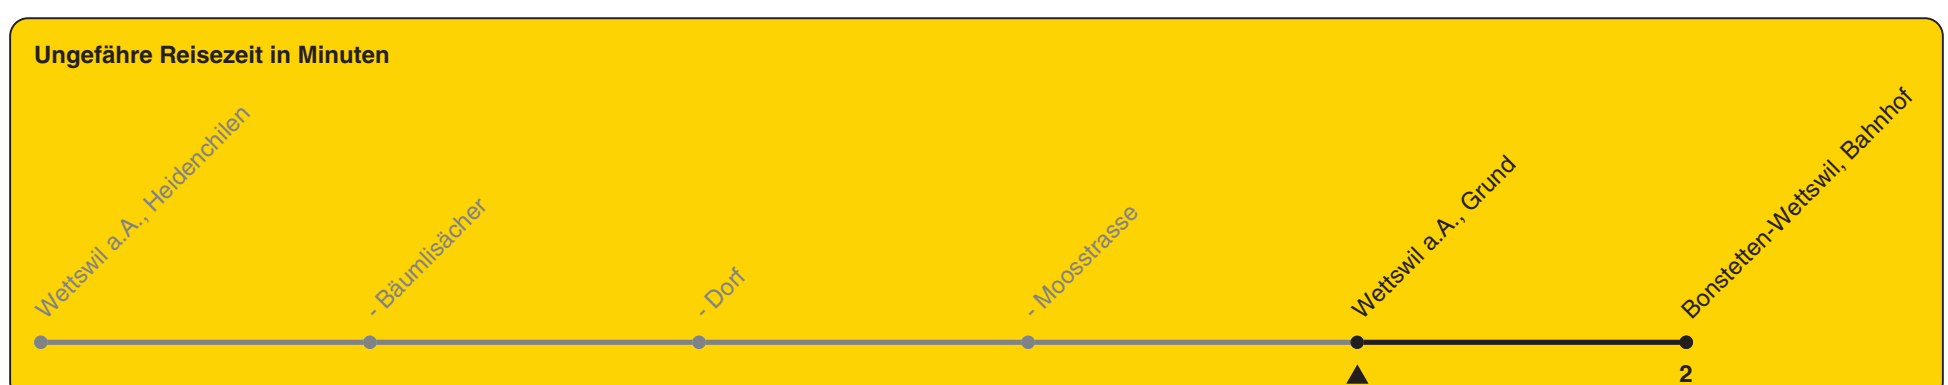 Ungefähre Reisezeit in Minuten
Wettswil a.A., Heidenchilen
- Bäumlisächer
- Dorf
- Moosstrasse
Wettswil a.A., Grund
Bonstetten-Wettswil, Bahnhof
2